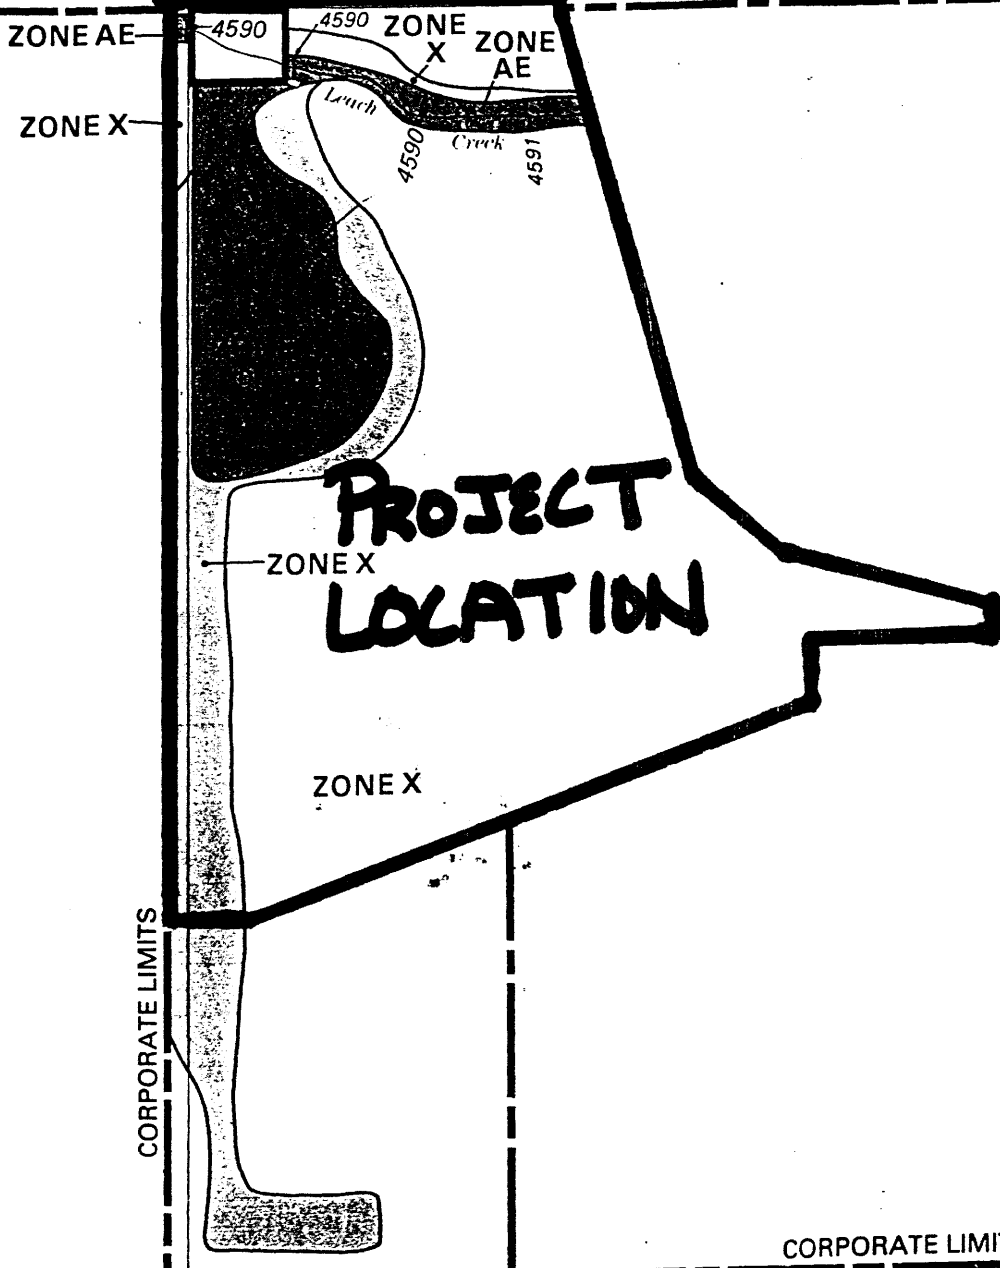 ZONE AE
4590
4590
ZONE
X
ZONE
AE
ZONE X
Leach
Creek
4590
4591
PROJECT
LOCATION
ZONE X
ZONE X
CORPORATE LIMITS
CORPORATE LIMI